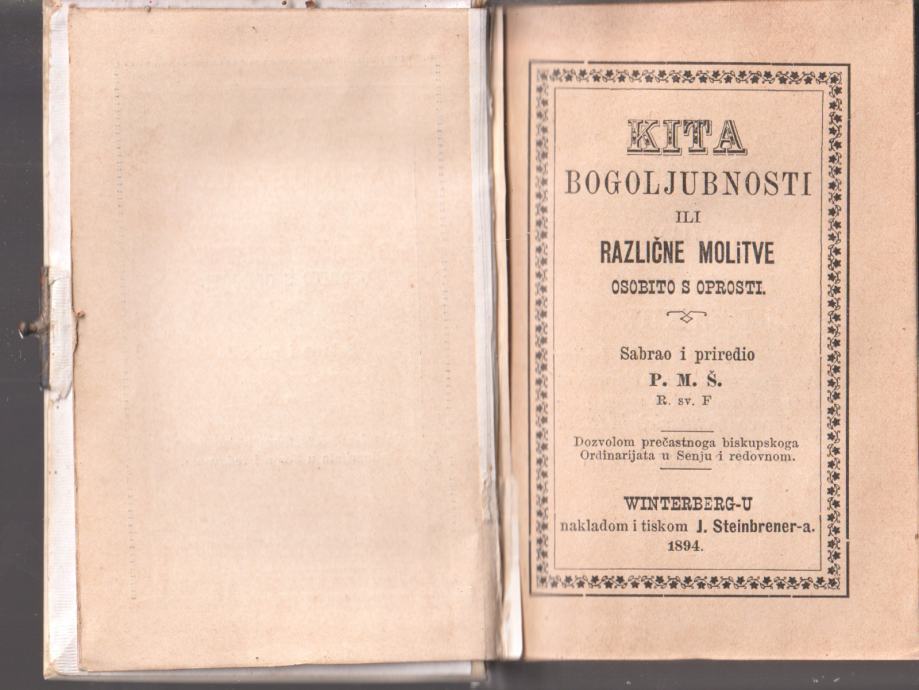 KITA
BOGOLJUBNOSTI
ILI
RAZLIČNE MOLiTVE
OSOBITO S OPROSTI.
Sabrao i priredio
P. M. Š.
R. sv. F
Dozvolom prečastnoga biskupskoga
Ordinarijata u Senju i redovnom.
WINTERBERG-U
nakladom i tiskom J. Steinbrener-a.
1894.